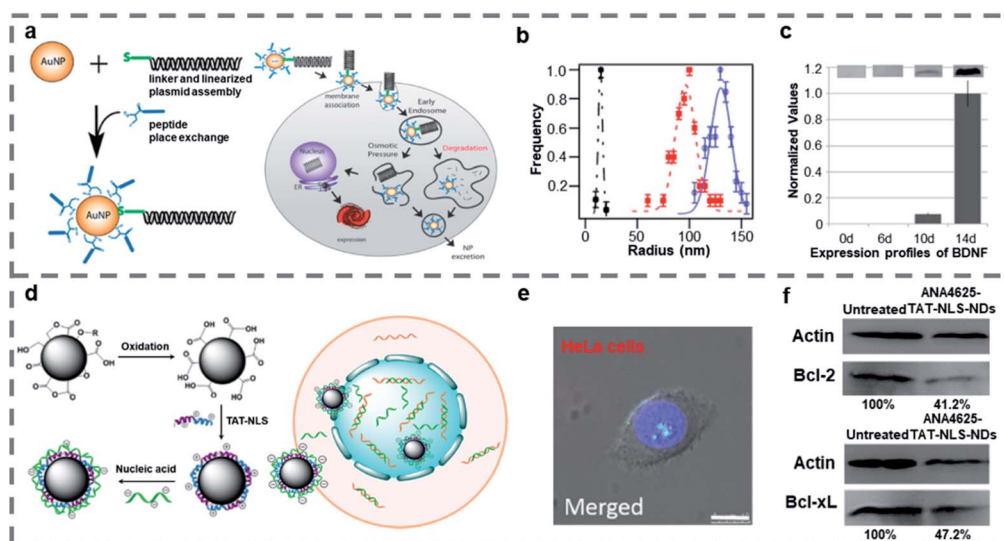 a
AuNP
+
S
linker and linearized
plasmid assembly
peptide
place exchange
AuNP
S
membrane
association
Early
Endosome
Osmotic
Pressure
Degradation
Nucleus
ER
expression
NP
excretion
b
Frequency
1.0
0.8
0.6
0.4
0.2
0 50 100 150
Radius (nm)
c
Normalized Values
1.2
1.0
0.8
0.6
0.4
0.2
0
0d 6d 10d 14d
Expression profiles of BDNF
d
Oxidation
TAT-NLS
Nucleic acid
e
HeLa cells
Merged
f
Untreated
ANA4625-
TAT-NLS-NDs
Actin
Bcl-2
100% 41.2%
Untreated
ANA4625-
TAT-NLS-NDs
Actin
Bcl-xL
100% 47.2%